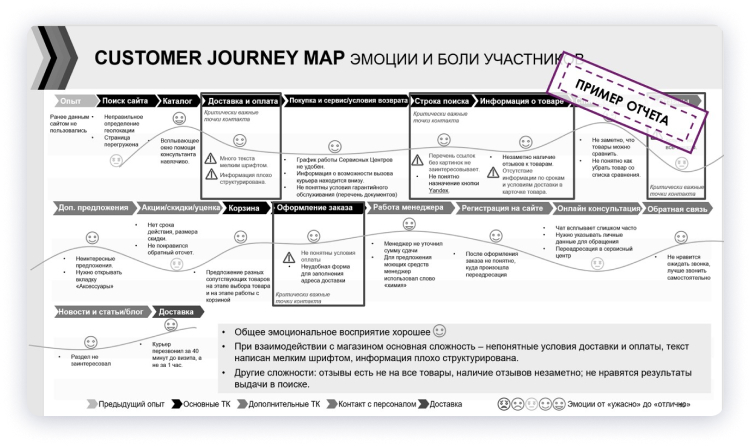 CUSTOMER JOURNEY MAP ЭМОЦИИ И БОЛИ УЧАСТНИКОВ
ПРИМЕР ОТЧЕТА
Опыт
Ранее данным сайтом не
пользовались
Поиск сайта
Неправильное
определение
геолокации
Страница
перегружена
Каталог
Всплывающее
окно помощи
консультанта
навязчиво.
Доставка и оплата
Критически важные
точки контакта
Много текста
мелким шрифтом.
Информация плохо
структурирована.
Покупка и сервис/условия возврата
График работы Сервисных Центров
не удобен.
Информация о возможности вызова
курьера находится внизу.
Не понятны условия гарантийного
обслуживания (перечень документов)
Строка поиска
Критически важные
точки контакта
Перечень ссылок
без картинок не
заинтересовывает.
Не понятно
назначение кнопки
Yandex
Информация о товаре
Незаметно наличие
отзывов к товарам.
Отсутствие
информации по срокам
и условиям доставки в
карточке товара.
Не заметно, что
товары можно
сравнить.
Не понятно как
убрать товар со
списка сравнения.
Критически важные
точки контакта
Доп. предложения
Неинтересные
предложения.
Нужно открывать
вкладку
«Аксессуары»
Акции/скидки/уценка
Нет срока
действия, размера
скидки
Не понравился
обратный отсчет.
Корзина
Предложение разных
сопутствующих товаров
на этапе выбора товара
и на этапе работы с
корзиной
Оформление заказа
Не понятны условия
оплаты
Неудобная форма
для заполнения
адреса доставки
Критически важные
точки контакта
Работа менеджера
Менеджер не уточнил
сумму сдачи
Для предложения
моющих средств
менеджер
использовал слово
«химия»
Регистрация на сайте
После оформления
заказа не понятно,
куда произошла
переадресация
Онлайн консультация
Чат всплывает слишком часто
Нужно указывать личные
данные для обращения
Переадресация в сервисный
центр
Обратная связь
Не нравится
ожидать звонка,
лучше звонить
самостоятельно
Новости и статьи/блог
Раздел не
заинтересовал
Доставка
Курьер
перезвонил за 40
минут до визита, а
не за 1 час.
Общее эмоциональное восприятие хорошее
При взаимодействии с магазином основная сложность – непонятные условия доставки и оплаты, текст
написан мелким шрифтом, информация плохо структурирована.
Другие сложности: отзывы есть не на все товары, наличие отзывов незаметно; не нравятся результаты
выдачи в поиске.
Предыдущий опыт Основные ТК Дополнительные ТК Контакт с персоналом Доставка Эмоции от «ужасно» до «отлично»